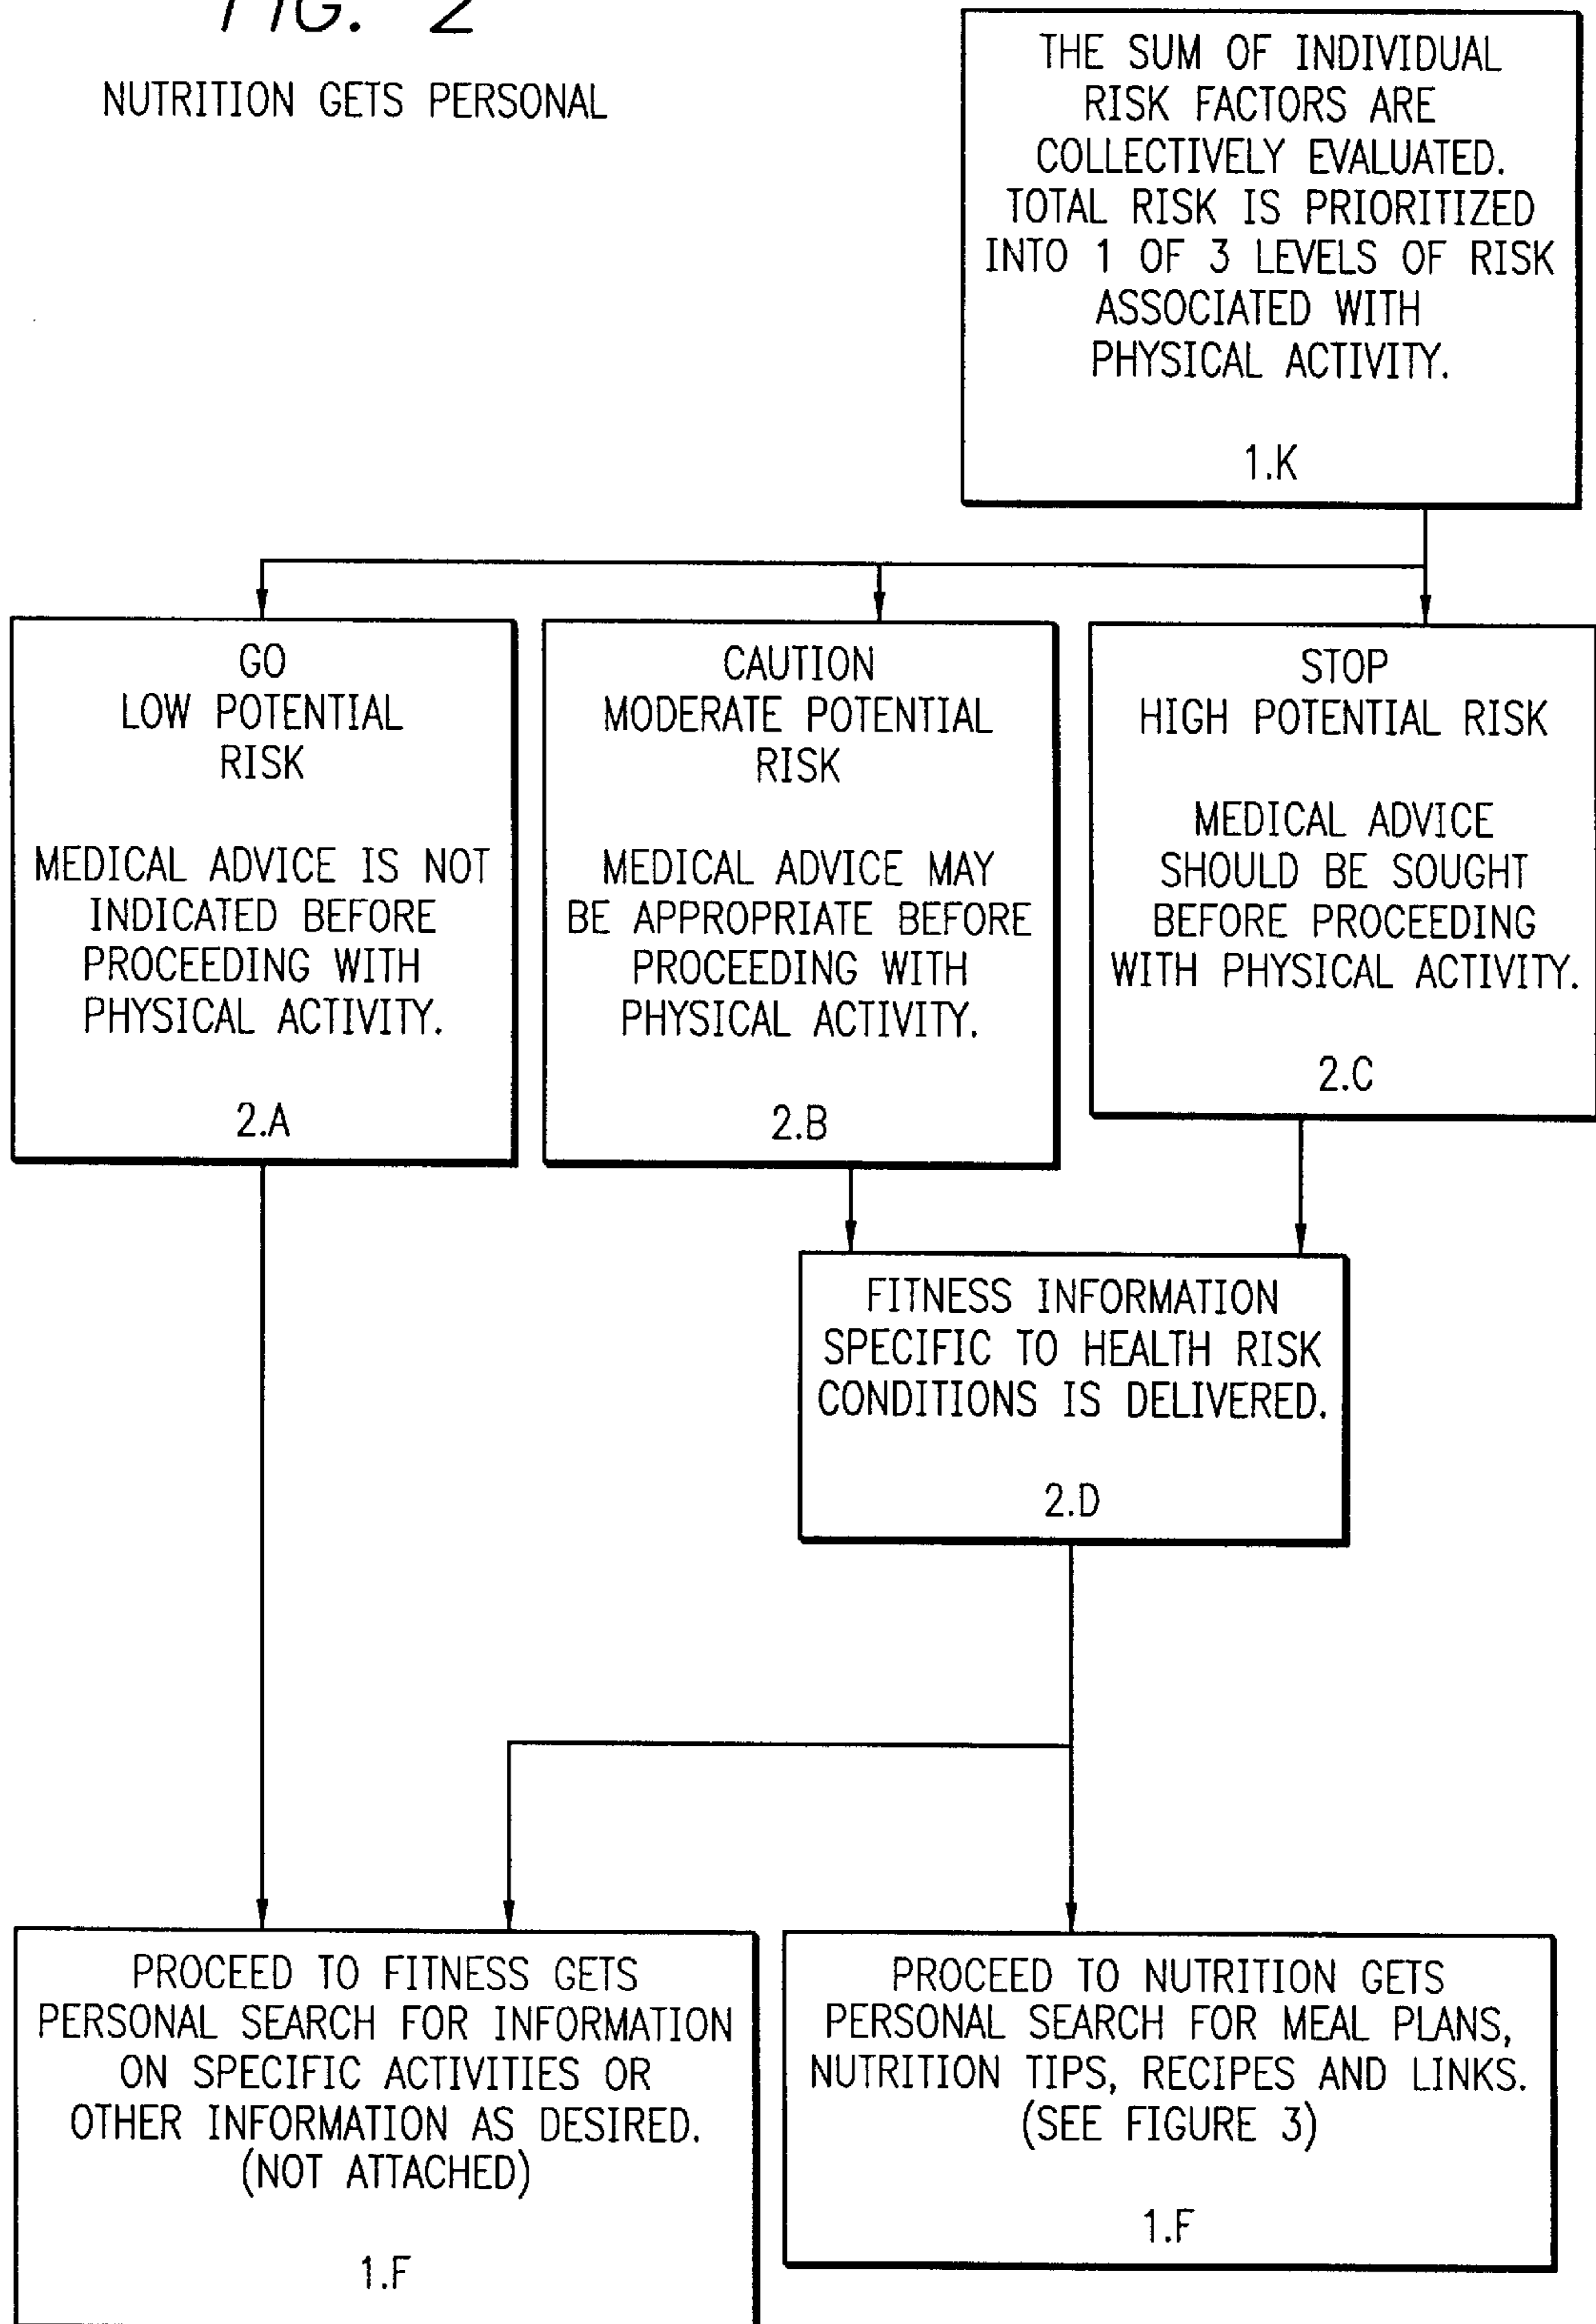 FIG. 2
NUTRITION GETS PERSONAL
THE SUM OF INDIVIDUAL
RISK FACTORS ARE
COLLECTIVELY EVALUATED.
TOTAL RISK IS PRIORITIZED
INTO 1 OF 3 LEVELS OF RISK
ASSOCIATED WITH
PHYSICAL ACTIVITY.
1.K
GO
LOW POTENTIAL
RISK
MEDICAL ADVICE IS NOT
INDICATED BEFORE
PROCEEDING WITH
PHYSICAL ACTIVITY.
2.A
CAUTION
MODERATE POTENTIAL
RISK
MEDICAL ADVICE MAY
BE APPROPRIATE BEFORE
PROCEEDING WITH
PHYSICAL ACTIVITY.
2.B
STOP
HIGH POTENTIAL RISK
MEDICAL ADVICE
SHOULD BE SOUGHT
BEFORE PROCEEDING
WITH PHYSICAL ACTIVITY.
2.C
FITNESS INFORMATION
SPECIFIC TO HEALTH RISK
CONDITIONS IS DELIVERED.
2.D
PROCEED TO FITNESS GETS
PERSONAL SEARCH FOR INFORMATION
ON SPECIFIC ACTIVITIES OR
OTHER INFORMATION AS DESIRED.
(NOT ATTACHED)
1.F
PROCEED TO NUTRITION GETS
PERSONAL SEARCH FOR MEAL PLANS,
NUTRITION TIPS, RECIPES AND LINKS.
(SEE FIGURE 3)
1.F